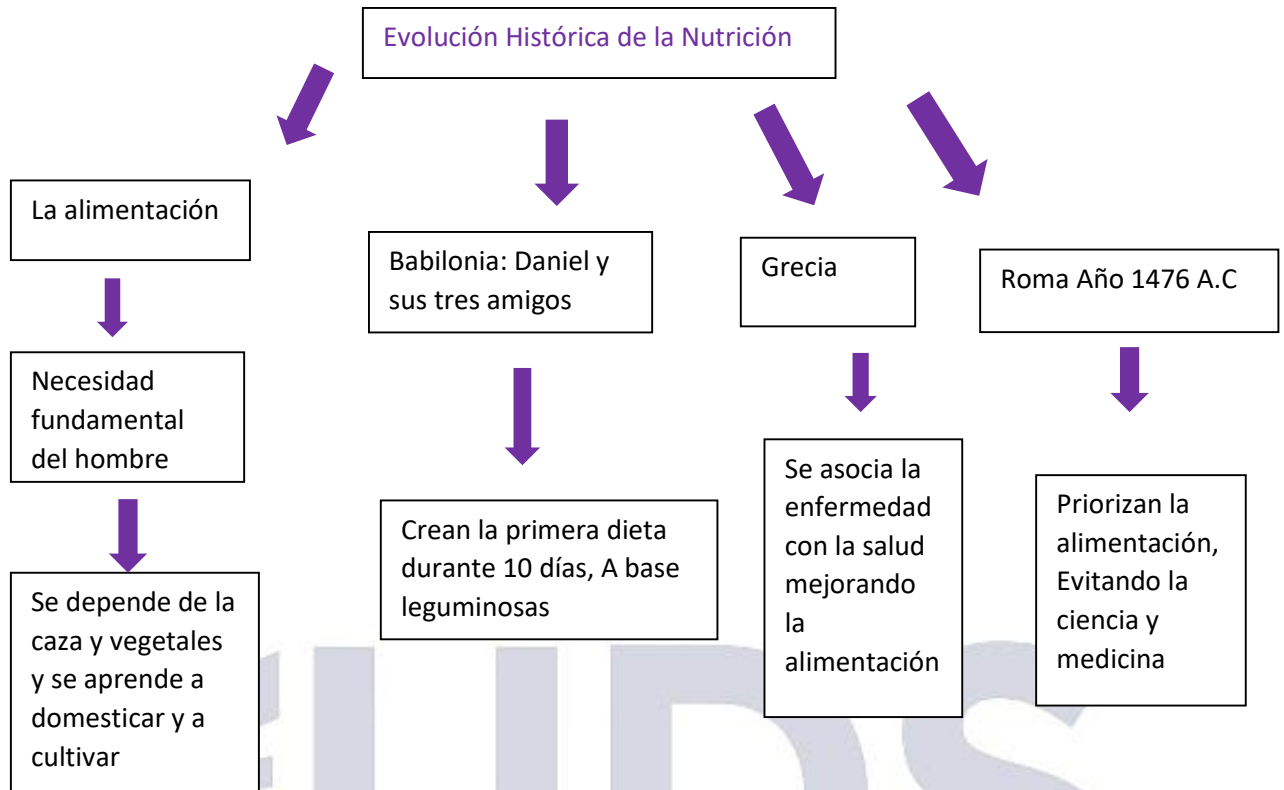 Evolución Histórica de la Nutrición
La alimentación
Necesidad
fundamental
del hombre
Se depende de la
caza y vegetales
y se aprende a
domesticar y a
cultivar
Babilonia: Daniel y
sus tres amigos
Crean la primera dieta
durante 10 días, A base
leguminosas
Grecia
Se asocia la
enfermedad
con la salud
mejorando
la
alimentación
Roma Año 1476 A.C
Priorizan la
alimentación,
Evitando la
ciencia y
medicina